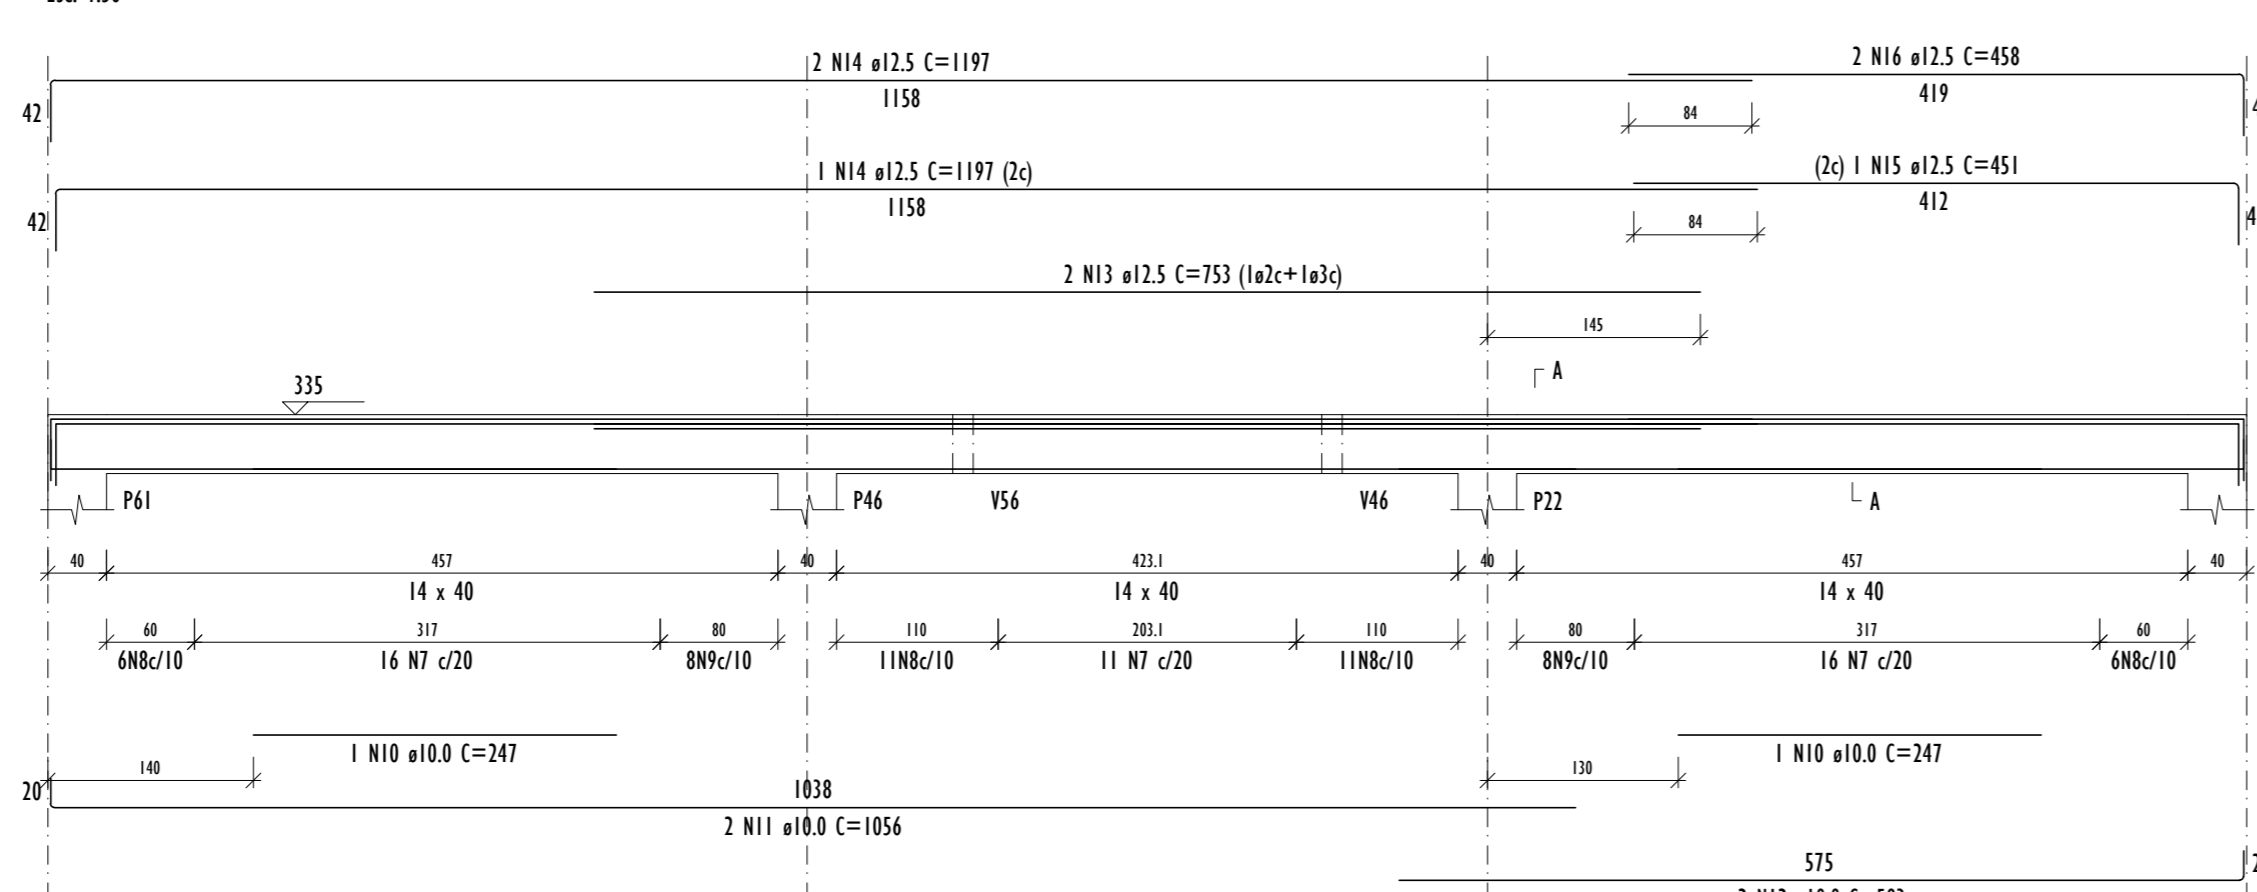 2 N14 ø12.5 C=1197
2 N16 ø12.5 C=458
42
1158
419
84
1 N14 ø12.5 C=1197 (2c)
(2c) 1 N15 ø12.5 C=451
42
1158
412
84
2 N13 ø12.5 C=753 (1ø2c+1ø3c)
145
A
335
P61
P46
V56
V46
P22
A
40
457
40
423.1
40
457
40
14 x 40
14 x 40
14 x 40
60
317
80
110
203.1
110
80
317
60
6N8c/10
16 N7 c/20
8N9c/10
11N8c/10
11 N7 c/20
11N8c/10
8N9c/10
16 N7 c/20
6N8c/10
1 N10 ø10.0 C=247
1 N10 ø10.0 C=247
140
130
20
1038
2 N11 ø10.0 C=1056
575